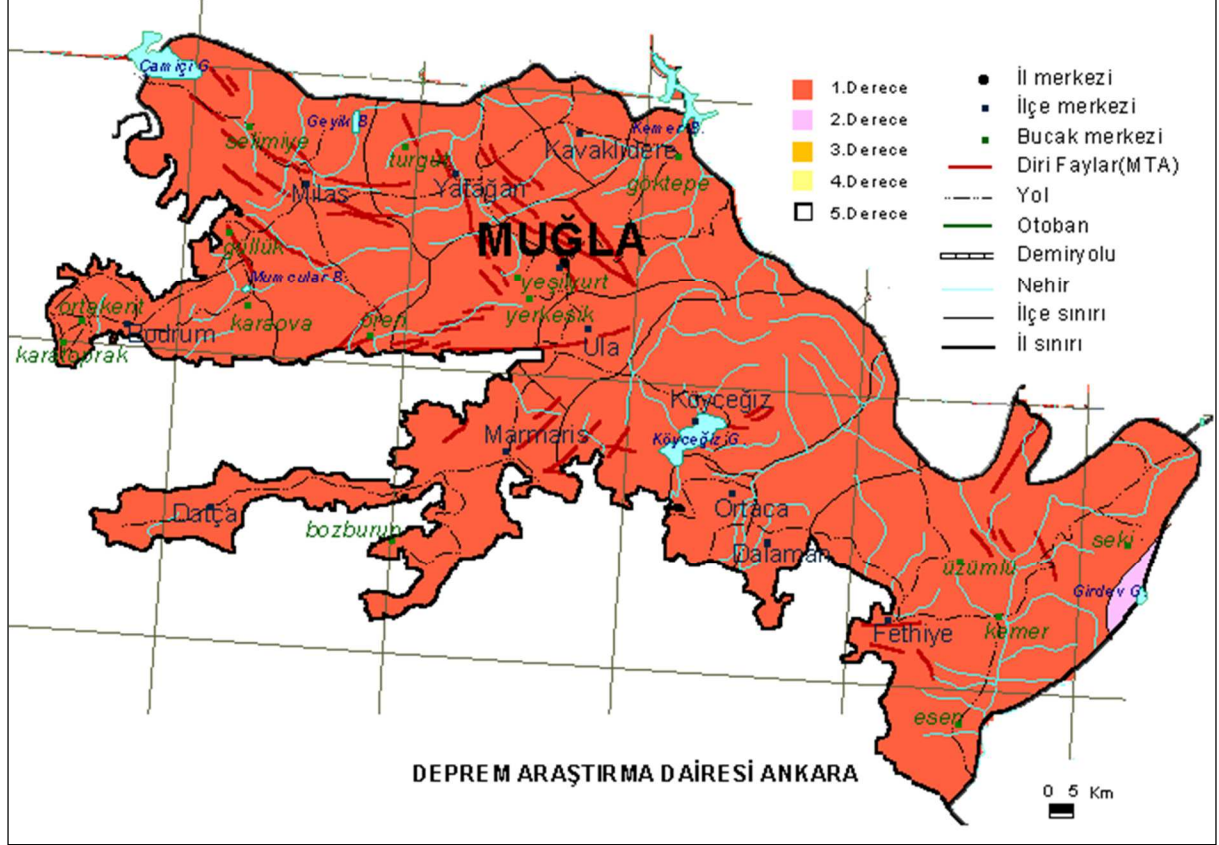 Çamiçi G.
selimiye
Geyik B.
turgut
Kavaklıdere
Kemer B.
göktepe
Milas
Yatağan
MUĞLA
güllük
Mumcular B.
yeşilyurt
yerkesik
ortakent
Bodrum
karaova
ören
karatoprak
Ula
Köyceğiz
Marmaris
Köyceğiz G.
Datça
bozburun
Ortaca
Dalaman
üzümlü
seki
Girdev G.
Fethiye
kemer
esen
1.Derece
2.Derece
3.Derece
4.Derece
5.Derece
İl merkezi
İlçe merkezi
Bucak merkezi
Diri Faylar(MTA)
Yol
Otoban
Demiryolu
Nehir
İlçe sınırı
İl sınırı
DEPREM ARAŞTIRMA DAİRESİ ANKARA
0 5 Km